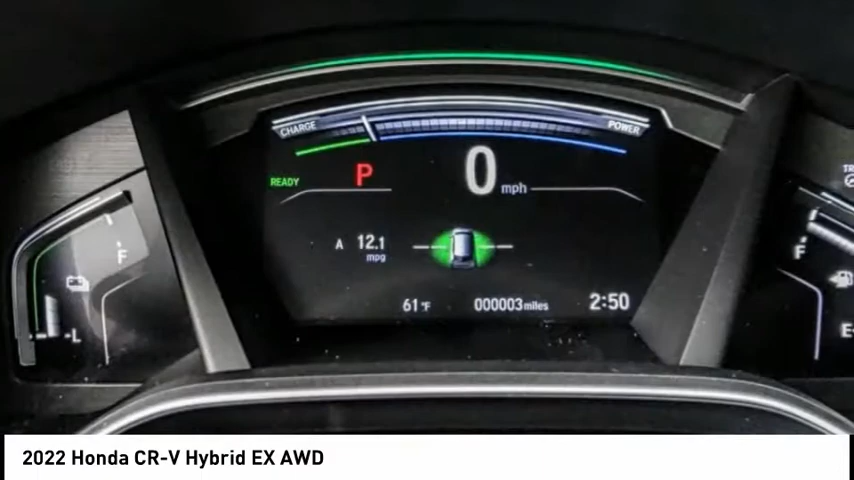 CHARGE
POWER
READY
P
0 mph
A 12.1 mpg
61°F
000003 miles
2:50
F
L
TR
F
E
2022 Honda CR-V Hybrid EX AWD